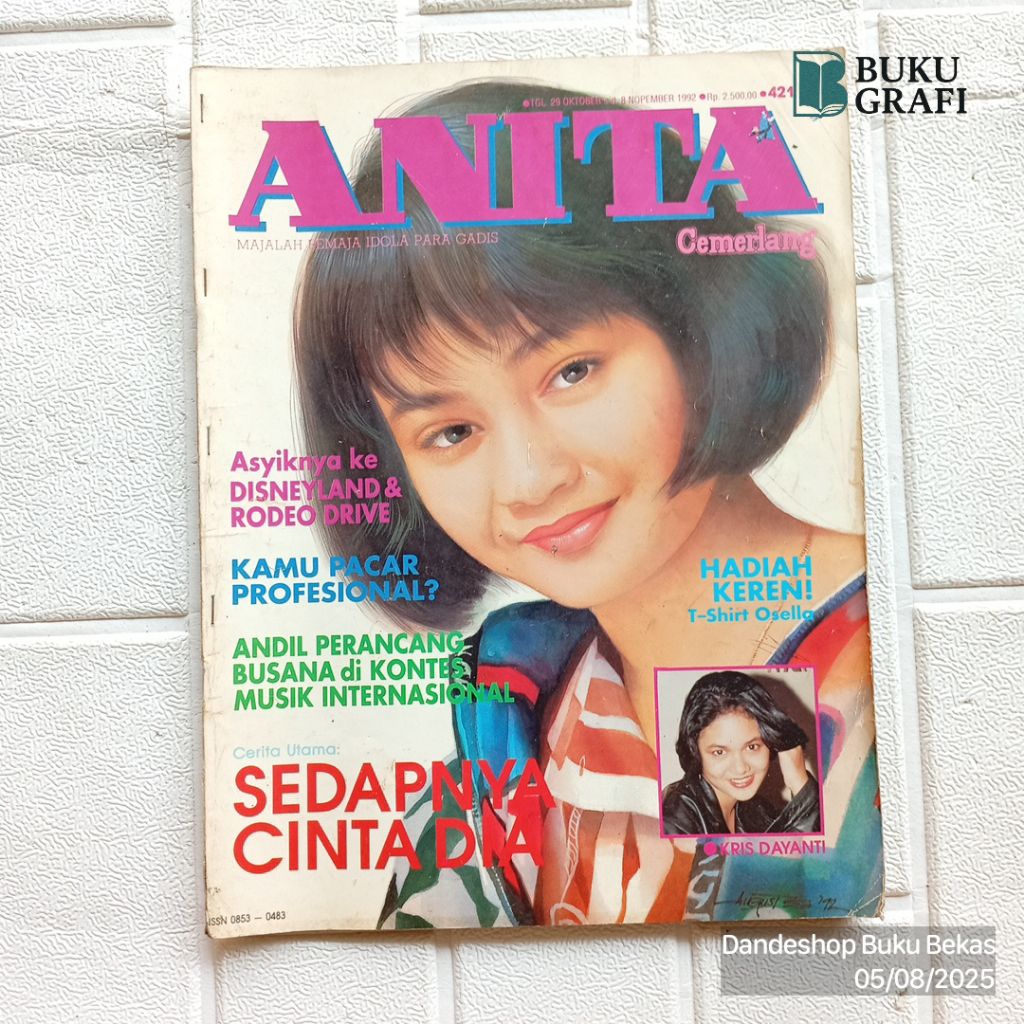 BUKU
GRAFI
●TGL. 29 OKTOBER s.d. 8 NOPEMBER 1992 ●Rp. 2.500,00 ●421
ANITA
Cemerlang
MAJALAH REMAJA IDOLA PARA GADIS
Asyiknya ke
DISNEYLAND &
RODEO DRIVE
KAMU PACAR
PROFESIONAL?
HADIAH
KEREN!
T-Shirt Osella
ANDIL PERANCANG
BUSANA di KONTES
MUSIK INTERNASIONAL
Cerita Utama:
SEDAPNYA
CINTA DIA
●KRIS DAYANTI
ISSN 0853 – 0483
Dandeshop Buku Bekas
05/08/2025